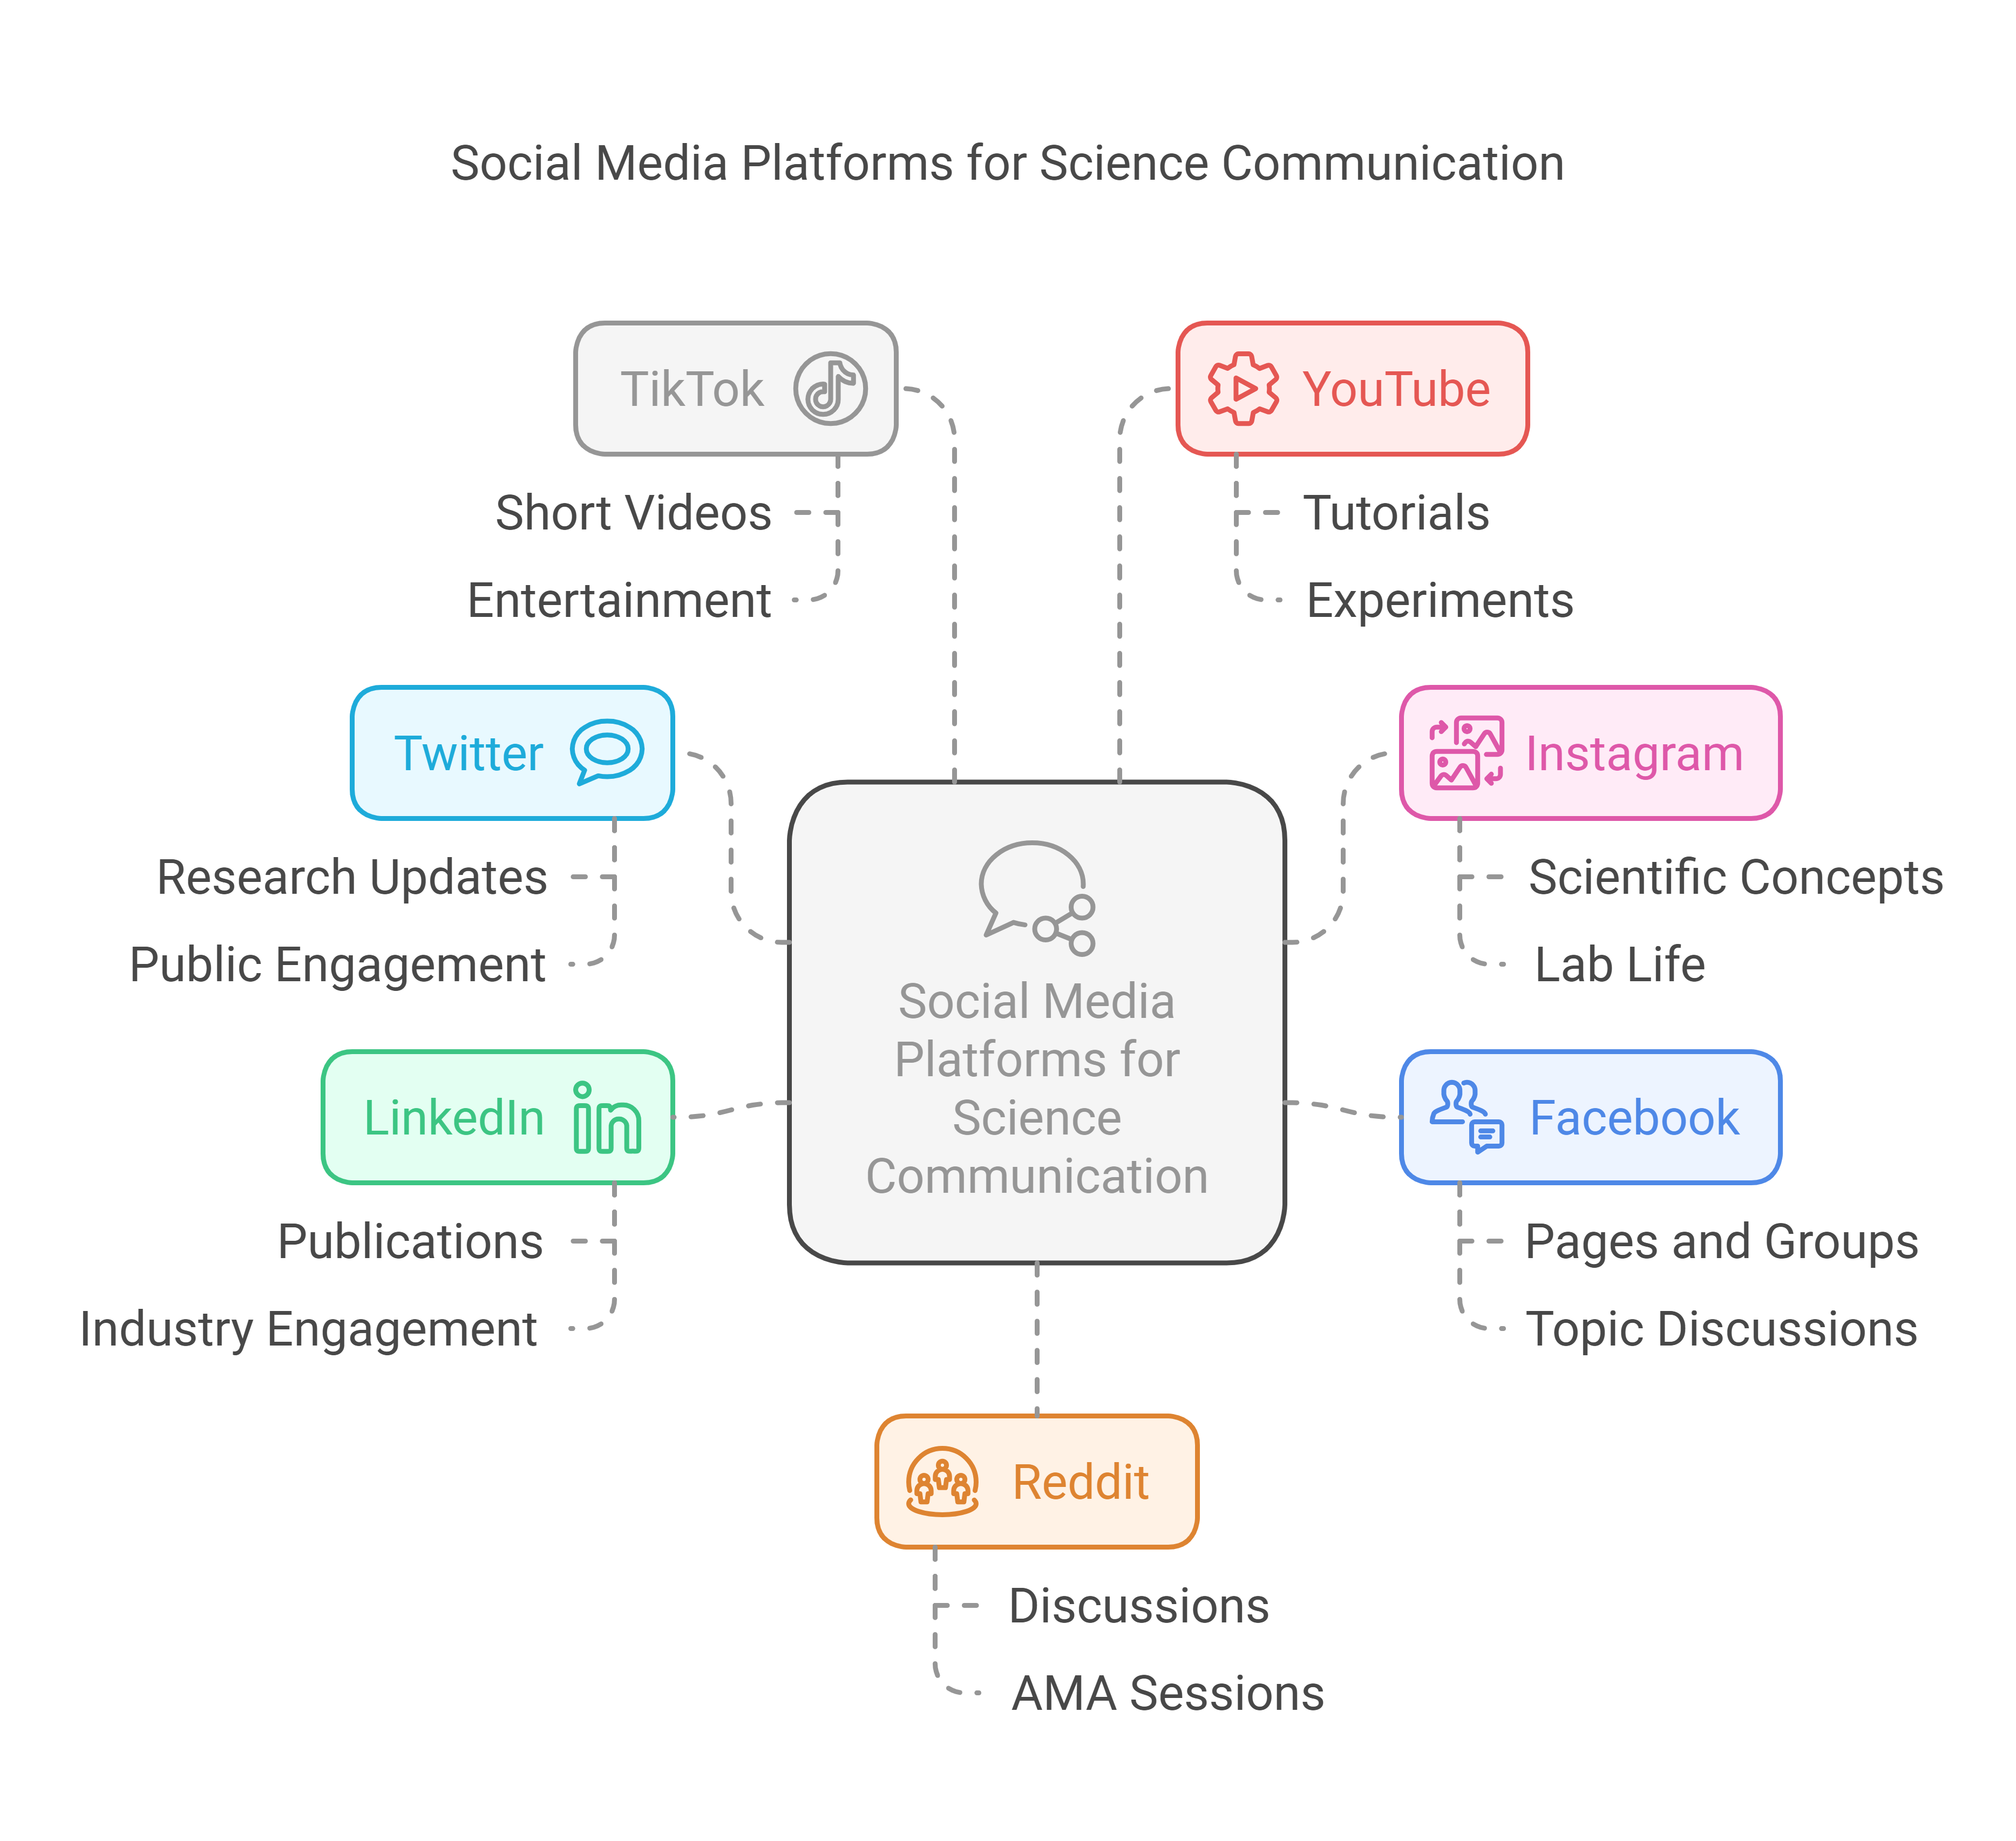 Social Media Platforms for Science Communication
TikTok
Short Videos
Entertainment
YouTube
Tutorials
Experiments
Twitter
Research Updates
Public Engagement
Instagram
Scientific Concepts
Lab Life
Social Media
Platforms for
Science
Communication
LinkedIn
Publications
Industry Engagement
Facebook
Pages and Groups
Topic Discussions
Reddit
Discussions
AMA Sessions